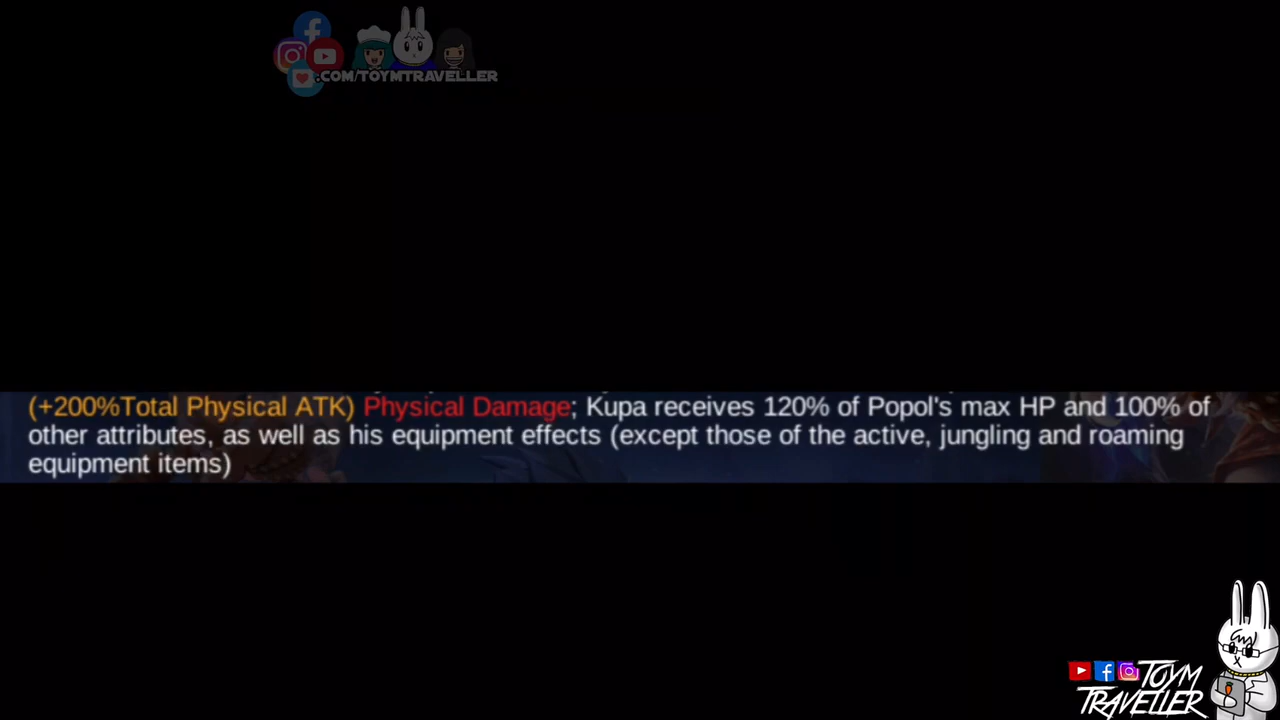 .COM/TOYMTRAVELLER
(+200%Total Physical ATK) Physical Damage; Kupa receives 120% of Popol's max HP and 100% of
other attributes, as well as his equipment effects (except those of the active, jungling and roaming
equipment items)
TOYM
TRAVELLER